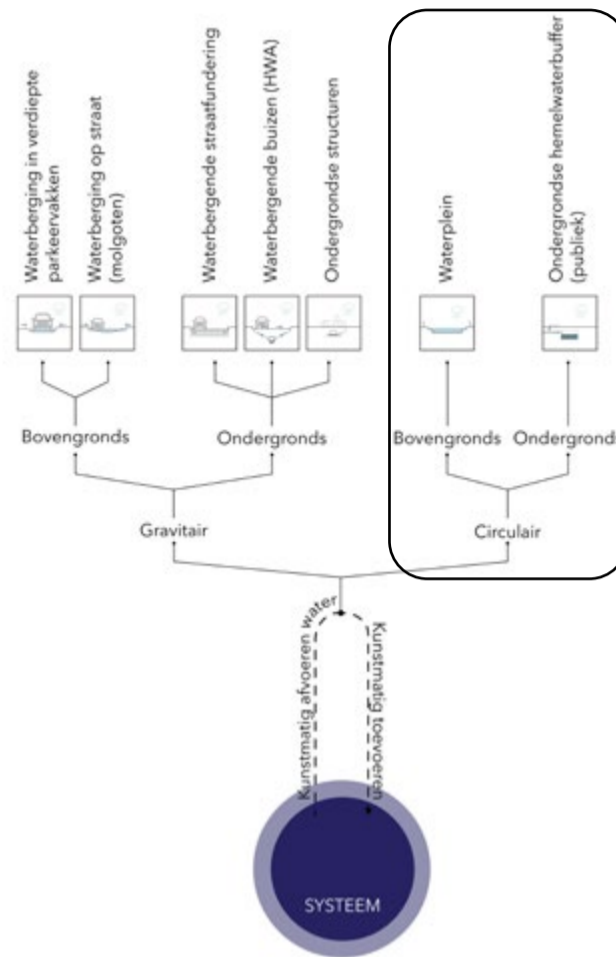 Waterberging in verdiepte
parkeervakken
Waterberging op straat
(molgoten)
Waterbergende straatfundering
Waterbergende buizen (HWA)
Ondergrondse structuren
Waterplein
Ondergrondse hemelwaterbuffer
(publiek)
Bovengronds
Ondergronds
Bovengronds
Ondergronds
Gravitair
Circulair
Kunstmatig afvoeren water
Kunstmatig toevoeren
SYSTEEM